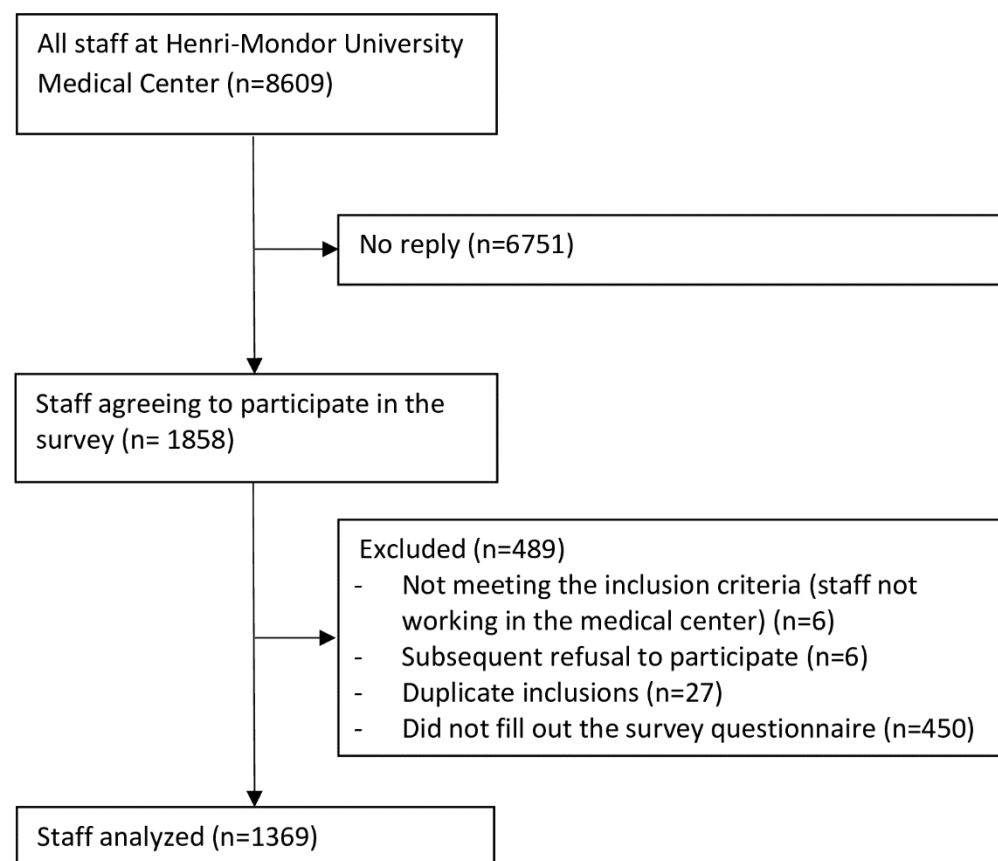 All staff at Henri-Mondor University
Medical Center (n=8609)
No reply (n=6751)
Staff agreeing to participate in the
survey (n= 1858)
Excluded (n=489)
- Not meeting the inclusion criteria (staff not
working in the medical center) (n=6)
- Subsequent refusal to participate (n=6)
- Duplicate inclusions (n=27)
- Did not fill out the survey questionnaire (n=450)
Staff analyzed (n=1369)